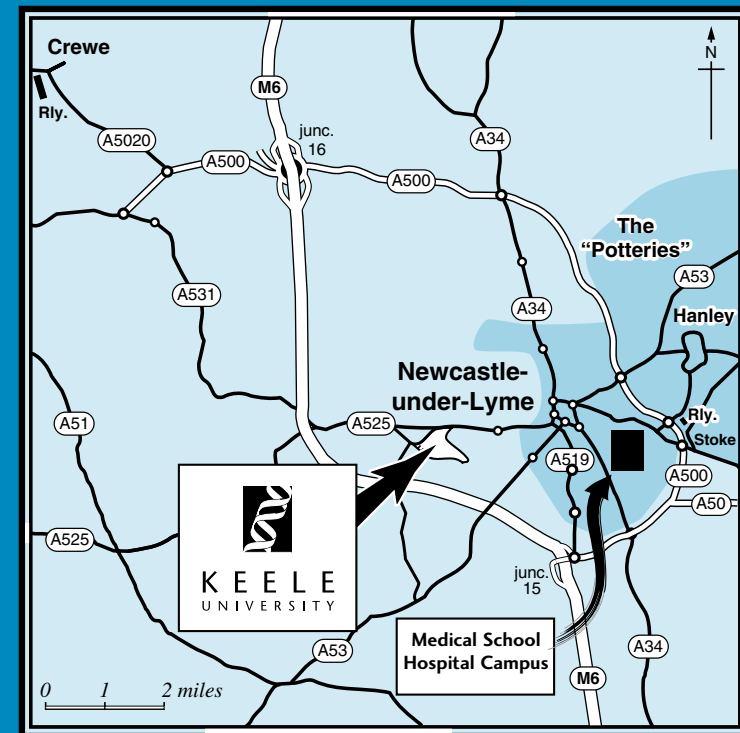 Crewe
Rly.
A5020
M6
junc.
16
A500
A34
N
A500
The
“Potteries”
A53
A531
A34
Hanley
Newcastle-
under-Lyme
A51
A525
Rly.
Stoke
A519
A500
A50
A525
KEELE
UNIVERSITY
junc.
15
Medical School
Hospital Campus
A53
A34
M6
0 1 2 miles